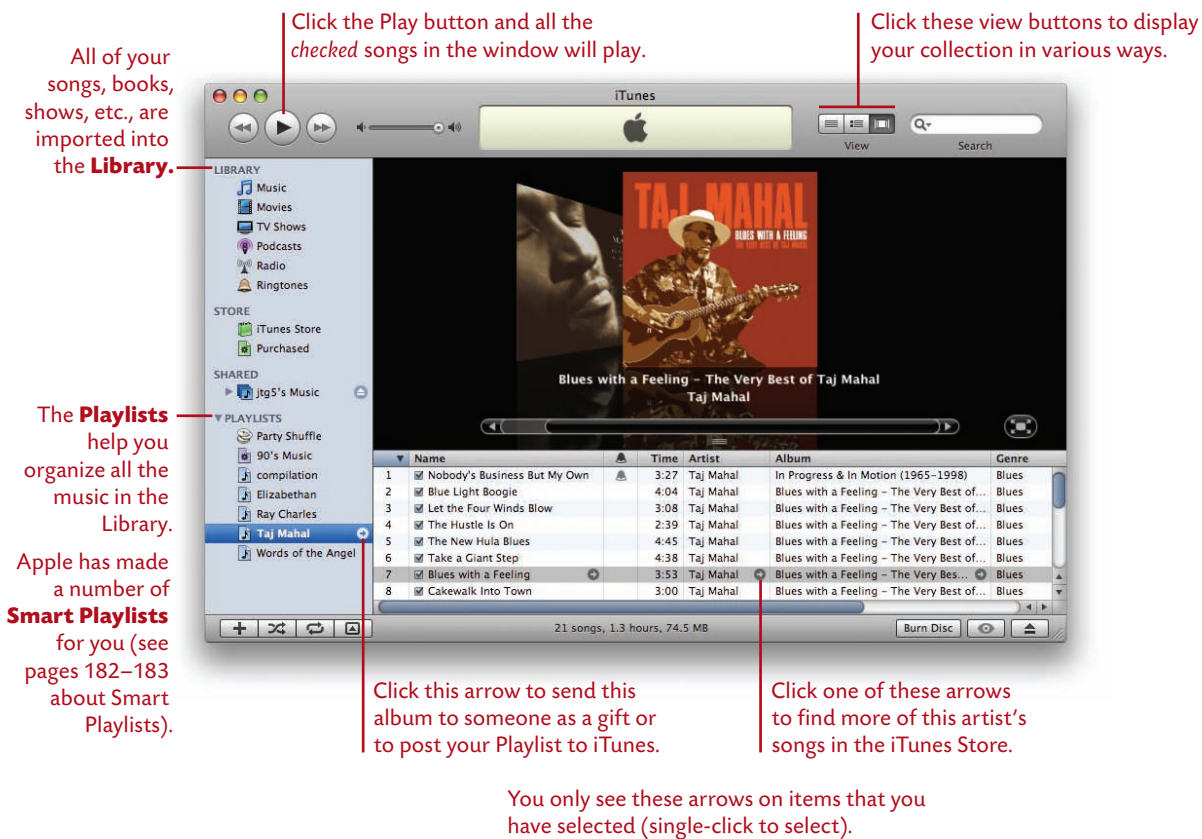 Click the Play button and all the
checked songs in the window will play.
Click these view buttons to display
your collection in various ways.
All of your
songs, books,
shows, etc., are
imported into
the Library.
iTunes
View
Search
LIBRARY
Music
Movies
TV Shows
Podcasts
Radio
Ringtones
STORE
iTunes Store
Purchased
SHARED
jtg5's Music
PLAYLISTS
Party Shuffle
90's Music
compilation
Elizabethan
Ray Charles
Taj Mahal
Words of the Angel
The Playlists
help you
organize all the
music in the
Library.
Apple has made
a number of
Smart Playlists
for you (see
pages 182–183
about Smart
Playlists).
TAJ MAHAL
BLUES WITH A FEELING
THE VERY BEST OF TAJ MAHAL
Blues with a Feeling – The Very Best of Taj Mahal
Taj Mahal
Name Time Artist Album Genre
1 Nobody's Business But My Own 3:27 Taj Mahal In Progress & In Motion (1965–1998) Blues
2 Blue Light Boogie 4:04 Taj Mahal Blues with a Feeling – The Very Best of... Blues
3 Let the Four Winds Blow 3:08 Taj Mahal Blues with a Feeling – The Very Best of... Blues
4 The Hustle Is On 2:39 Taj Mahal Blues with a Feeling – The Very Best of... Blues
5 The New Hula Blues 4:45 Taj Mahal Blues with a Feeling – The Very Best of... Blues
6 Take a Giant Step 4:38 Taj Mahal Blues with a Feeling – The Very Best of... Blues
7 Blues with a Feeling 3:53 Taj Mahal Blues with a Feeling – The Very Bes... Blues
8 Cakewalk Into Town 3:00 Taj Mahal Blues with a Feeling – The Very Best of... Blues
21 songs, 1.3 hours, 74.5 MB
Burn Disc
Click this arrow to send this
album to someone as a gift or
to post your Playlist to iTunes.
Click one of these arrows
to find more of this artist's
songs in the iTunes Store.
You only see these arrows on items that you
have selected (single-click to select).